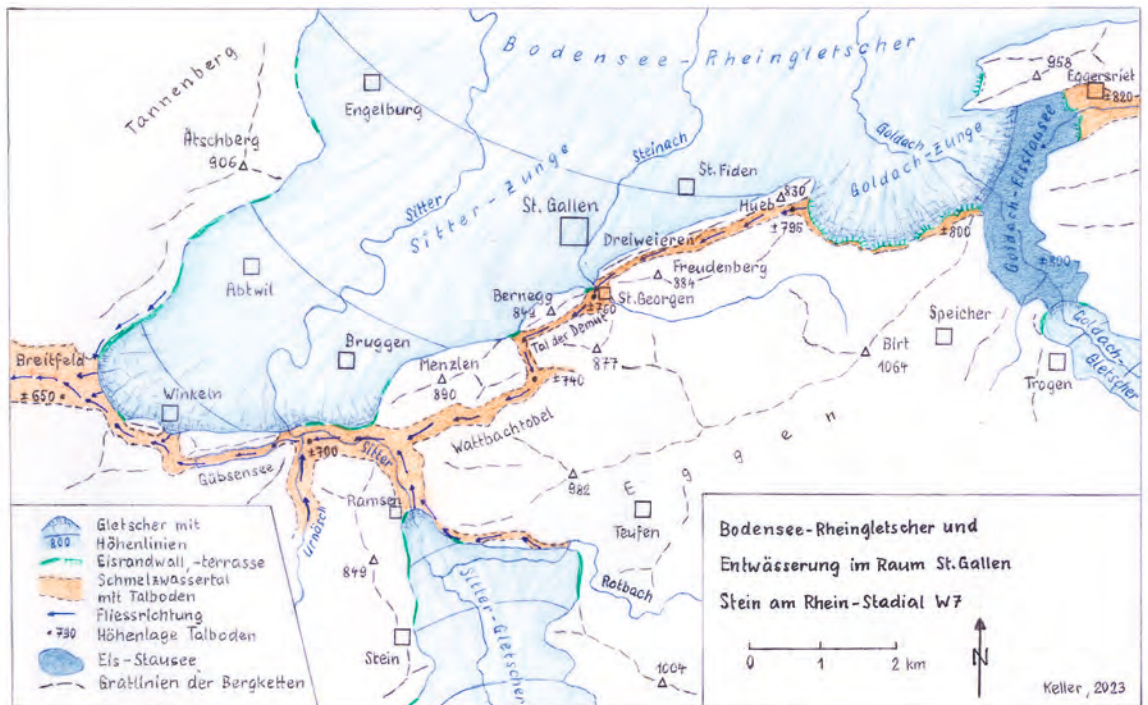 Bodensee-Rheingletscher
Tannenberg
Engelburg
958
Eggersriet
±820
Ätschberg
906
Sitter
Sitter-Zunge
Steinach
St. Fiden
Goldach
Goldach-Zunge
Goldach-Eisstausee
St. Gallen
830
Hueb
±795
±800
±800
Dreiweieren
Freudenberg
884
Abtwil
Bernegg
849
St. Georgen
±760
Tal der Demut
877
Speicher
Birt
1064
Goldach-
Gletscher
Trogen
Bruggen
Menzlen
890
±740
Breitfeld
±650
Winkeln
Wattbachtobel
Gübsensee
±700
Sitter
Eggen
982
Ramsen
Urnäsch
Teufen
849
Rotbach
Sitter-Gletscher
Stein
1004
Gletscher mit
800 Höhenlinien
Eisrandwall, -terrasse
Schmelzwassertal
mit Talboden
Fliessrichtung
•790 Höhenlage Talboden
Eis-Stausee
Gratlinien der Bergketten
Bodensee-Rheingletscher und
Entwässerung im Raum St. Gallen
Stein am Rhein-Stadial W7
0 1 2 km
N
Keller, 2023